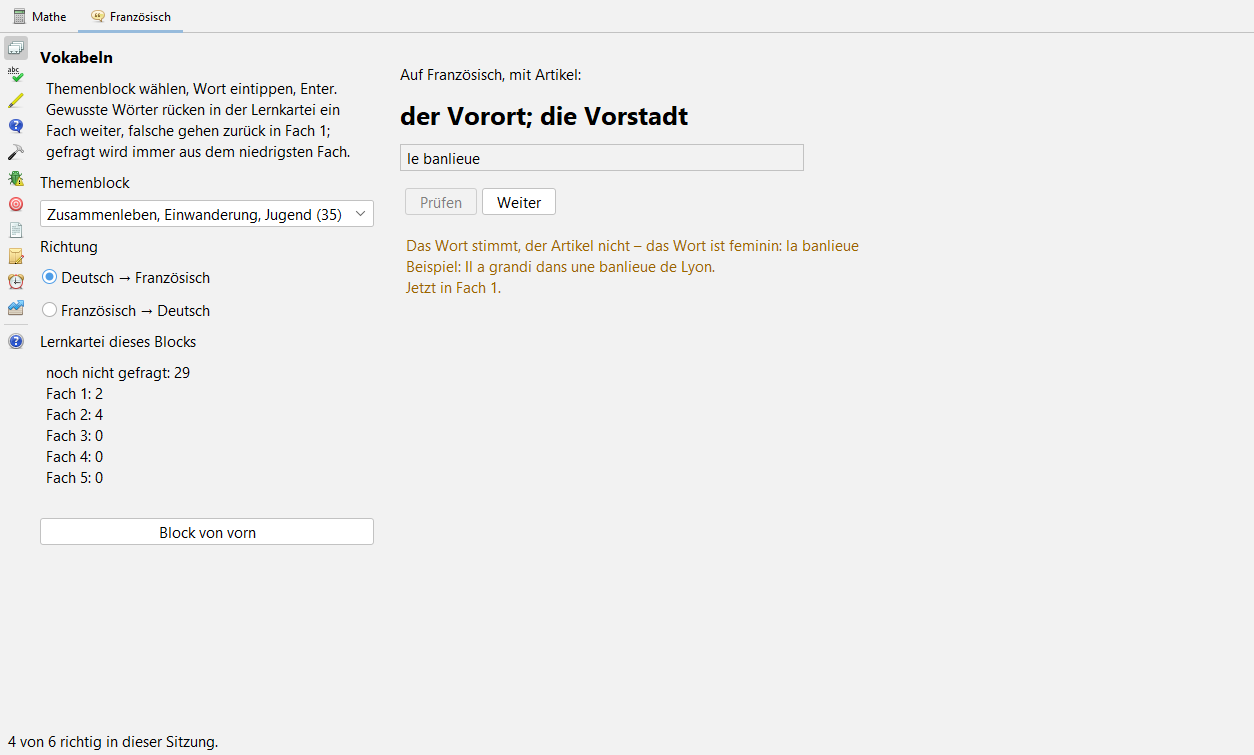 Mathe
Französisch
abc
Vokabeln
Themenblock wählen, Wort eintippen, Enter.
Gewusste Wörter rücken in der Lernkartei ein
Fach weiter, falsche gehen zurück in Fach 1;
gefragt wird immer aus dem niedrigsten Fach.
Themenblock
Zusammenleben, Einwanderung, Jugend (35)
Richtung
Deutsch → Französisch
Französisch → Deutsch
Lernkartei dieses Blocks
noch nicht gefragt: 29
Fach 1: 2
Fach 2: 4
Fach 3: 0
Fach 4: 0
Fach 5: 0
Block von vorn
Auf Französisch, mit Artikel:
der Vorort; die Vorstadt
le banlieue
Prüfen
Weiter
Das Wort stimmt, der Artikel nicht – das Wort ist feminin: la banlieue
Beispiel: Il a grandi dans une banlieue de Lyon.
Jetzt in Fach 1.
4 von 6 richtig in dieser Sitzung.